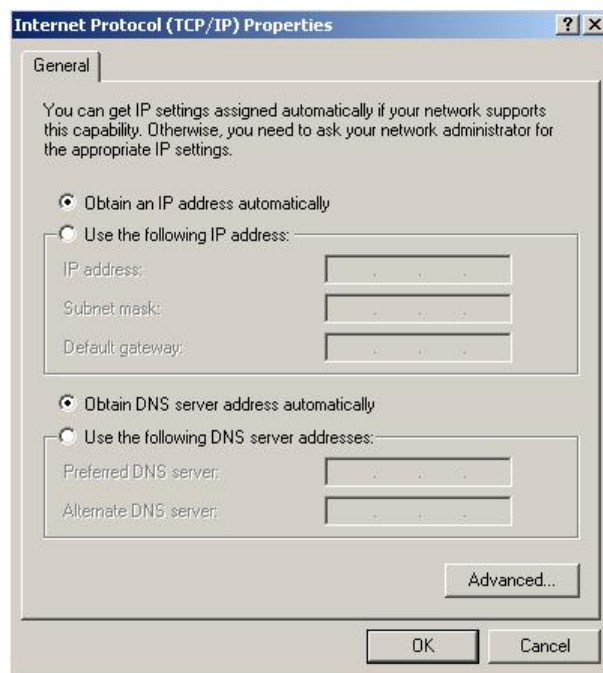 Internet Protocol (TCP/IP) Properties
General
You can get IP settings assigned automatically if your network supports
this capability. Otherwise, you need to ask your network administrator for
the appropriate IP settings.
Obtain an IP address automatically
Use the following IP address:
IP address:
Subnet mask:
Default gateway:
Obtain DNS server address automatically
Use the following DNS server addresses:
Preferred DNS server:
Alternate DNS server:
Advanced...
OK Cancel